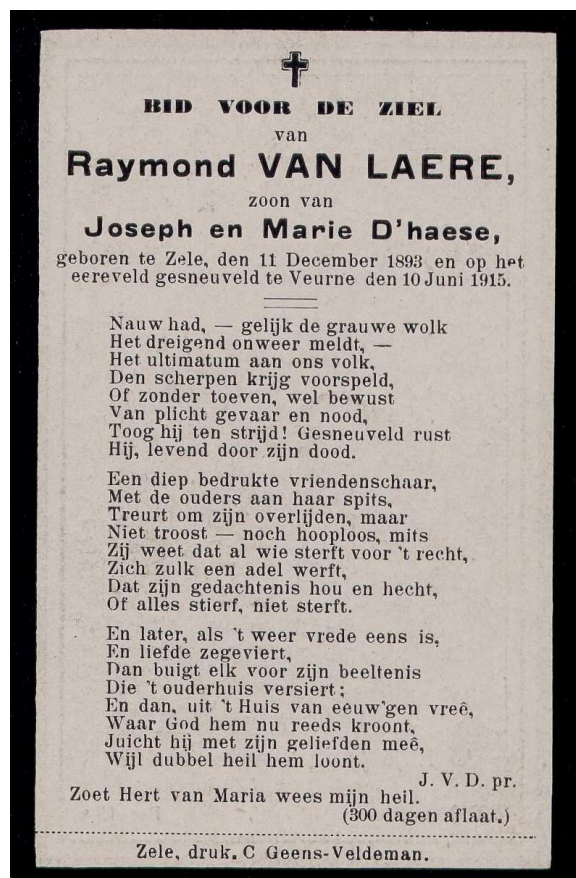 BID VOOR DE ZIEL
van
Raymond VAN LAERE,
zoon van
Joseph en Marie D'haese,
geboren te Zele, den 11 December 1893 en op het
eereveld gesneuveld te Veurne den 10 Juni 1915.
Nauw had, — gelijk de grauwe wolk
Het dreigend onweer meldt, —
Het ultimatum aan ons volk,
Den scherpen krijg voorspeld,
Of zonder toeven, wel bewust
Van plicht gevaar en nood,
Toog hij ten strijd! Gesneuveld rust
Hij, levend door zijn dood.
Een diep bedrukte vriendenschaar,
Met de ouders aan haar spits,
Treurt om zijn overlijden, maar
Niet troost — noch hooploos, mits
Zij weet dat al wie sterft voor 't recht,
Zich zulk een adel werft,
Dat zijn gedachtenis hou en hecht,
Of alles stierf, niet sterft.
En later, als 't weer vrede eens is,
En liefde zegeviert,
Dan buigt elk voor zijn beeltenis
Die 't ouderhuis versiert;
En dan, uit 't Huis van eeuw'gen vreê,
Waar God hem nu reeds kroont,
Juicht hij met zijn geliefden meê,
Wijl dubbel heil hem loont.
J. V. D. pr.
Zoet Hert van Maria wees mijn heil.
(300 dagen aflaat.)
Zele, druk. C Geens-Veldeman.